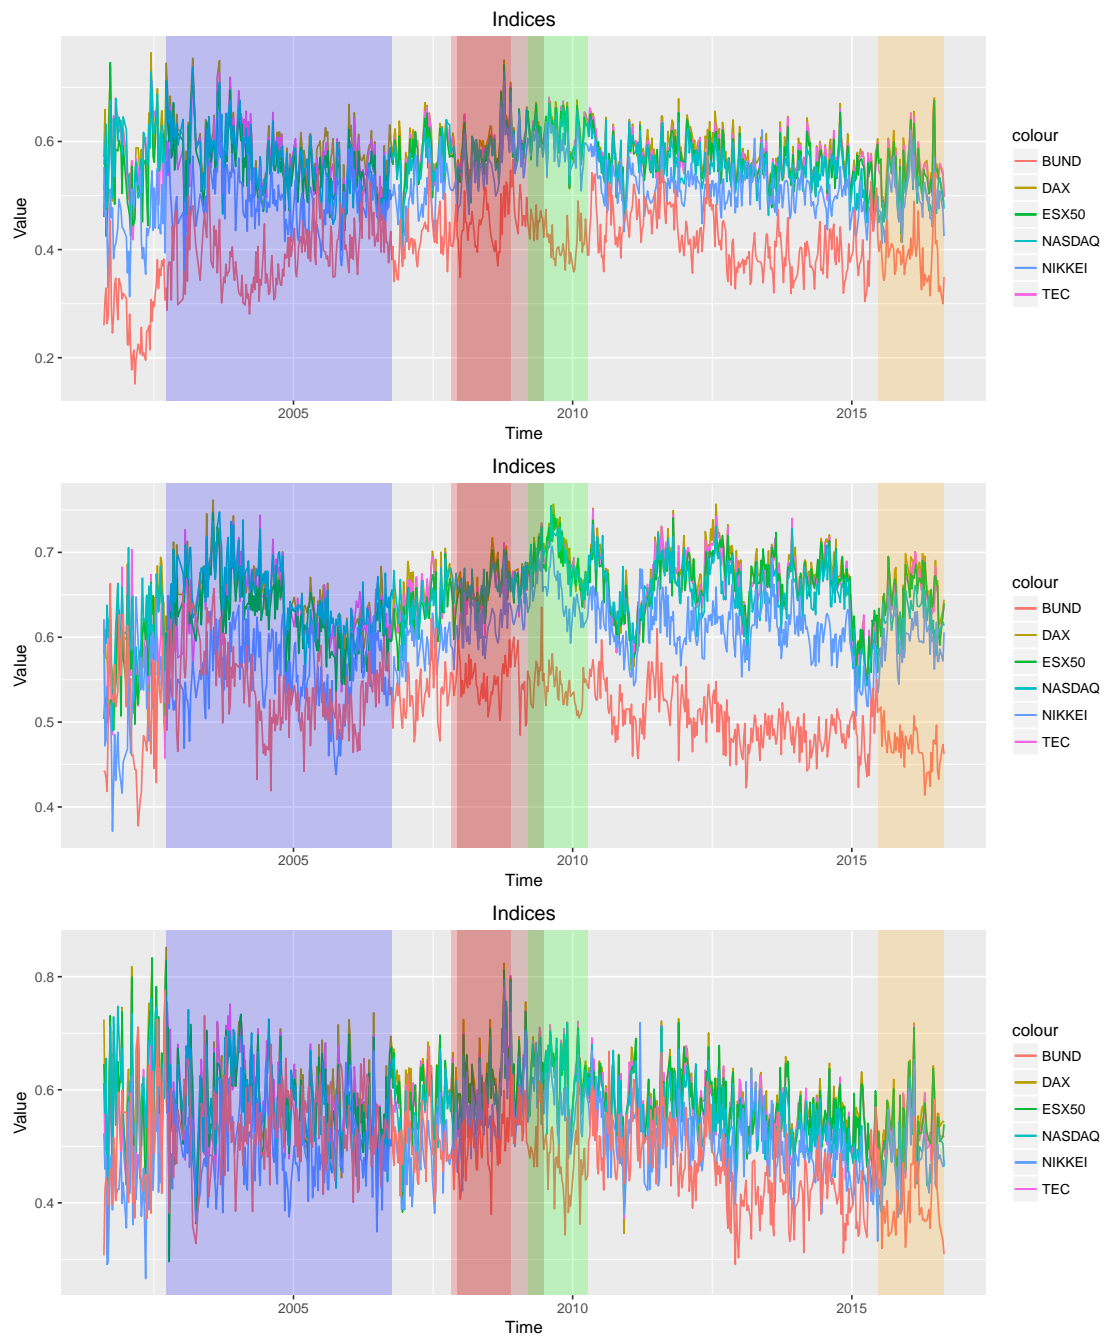 Indices
Value
0.6
0.4
0.2
2005
2010
2015
Time
colour
BUND
DAX
ESX50
NASDAQ
NIKKEI
TEC
Indices
Value
0.7
0.6
0.5
0.4
2005
2010
2015
Time
colour
BUND
DAX
ESX50
NASDAQ
NIKKEI
TEC
Indices
Value
0.8
0.6
0.4
2005
2010
2015
Time
colour
BUND
DAX
ESX50
NASDAQ
NIKKEI
TEC